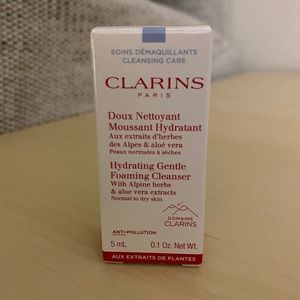 SOINS DÉMAQUILLANTS
CLEANSING CARE
CLARINS
PARIS
Doux Nettoyant
Moussant Hydratant
Aux extraits d'herbes
des Alpes & aloé vera
Peaux normales à sèches
Hydrating Gentle
Foaming Cleanser
With Alpine herbs
& aloe vera extracts
Normal to dry skin
DOMAINE
CLARINS
ANTI-POLLUTION
5 mL 0.1 Oz. Net Wt.
AUX EXTRAITS DE PLANTES